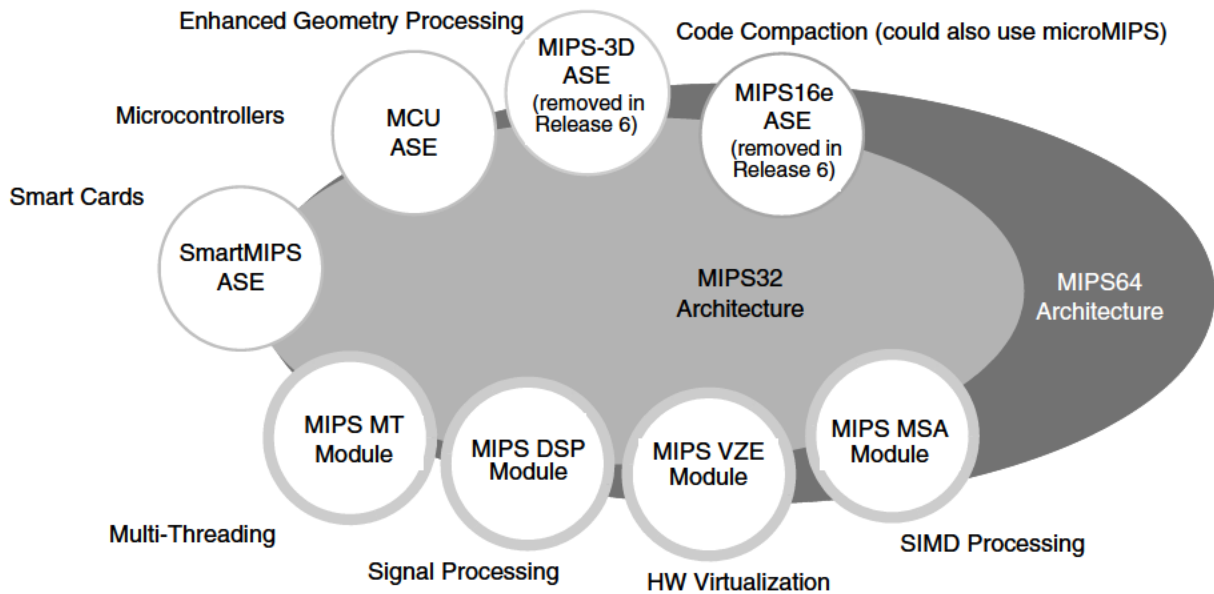 Enhanced Geometry Processing
MIPS-3D
ASE
(removed in
Release 6)
Code Compaction (could also use microMIPS)
MIPS16e
ASE
(removed in
Release 6)
Microcontrollers
MCU
ASE
Smart Cards
SmartMIPS
ASE
MIPS32
Architecture
MIPS64
Architecture
MIPS MT
Module
MIPS DSP
Module
MIPS VZE
Module
MIPS MSA
Module
Multi-Threading
Signal Processing
HW Virtualization
SIMD Processing